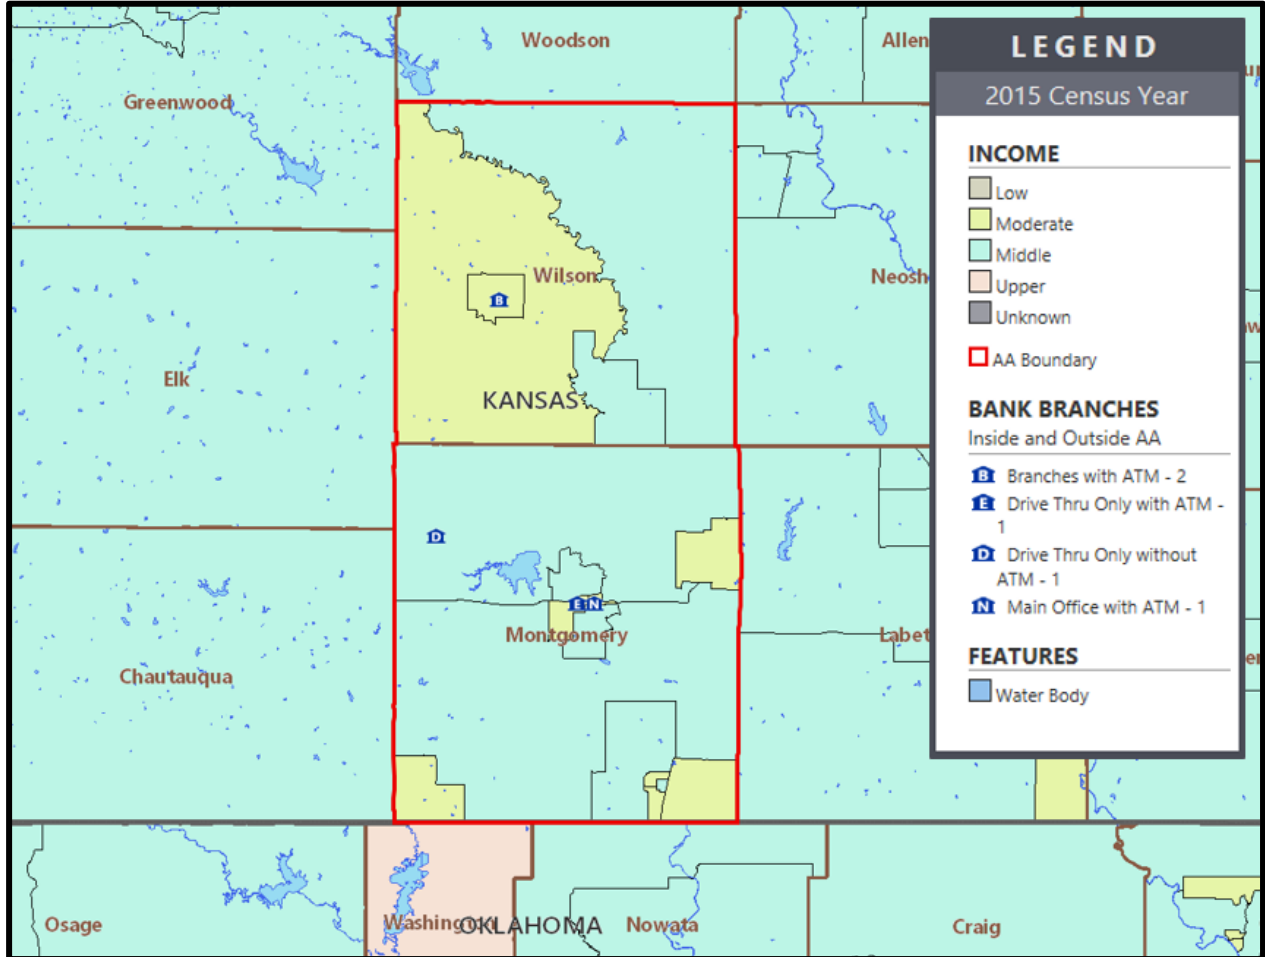 Woodson
Allen
Greenwood
Wilson
Neosh
Elk
KANSAS
B
D
E N
Montgomery
Labet
Chautauqua
Osage
Washington
OKLAHOMA
Nowata
Craig
LEGEND
2015 Census Year
INCOME
Low
Moderate
Middle
Upper
Unknown
AA Boundary
BANK BRANCHES
Inside and Outside AA
B Branches with ATM - 2
E Drive Thru Only with ATM -
1
D Drive Thru Only without
ATM - 1
N Main Office with ATM - 1
FEATURES
Water Body